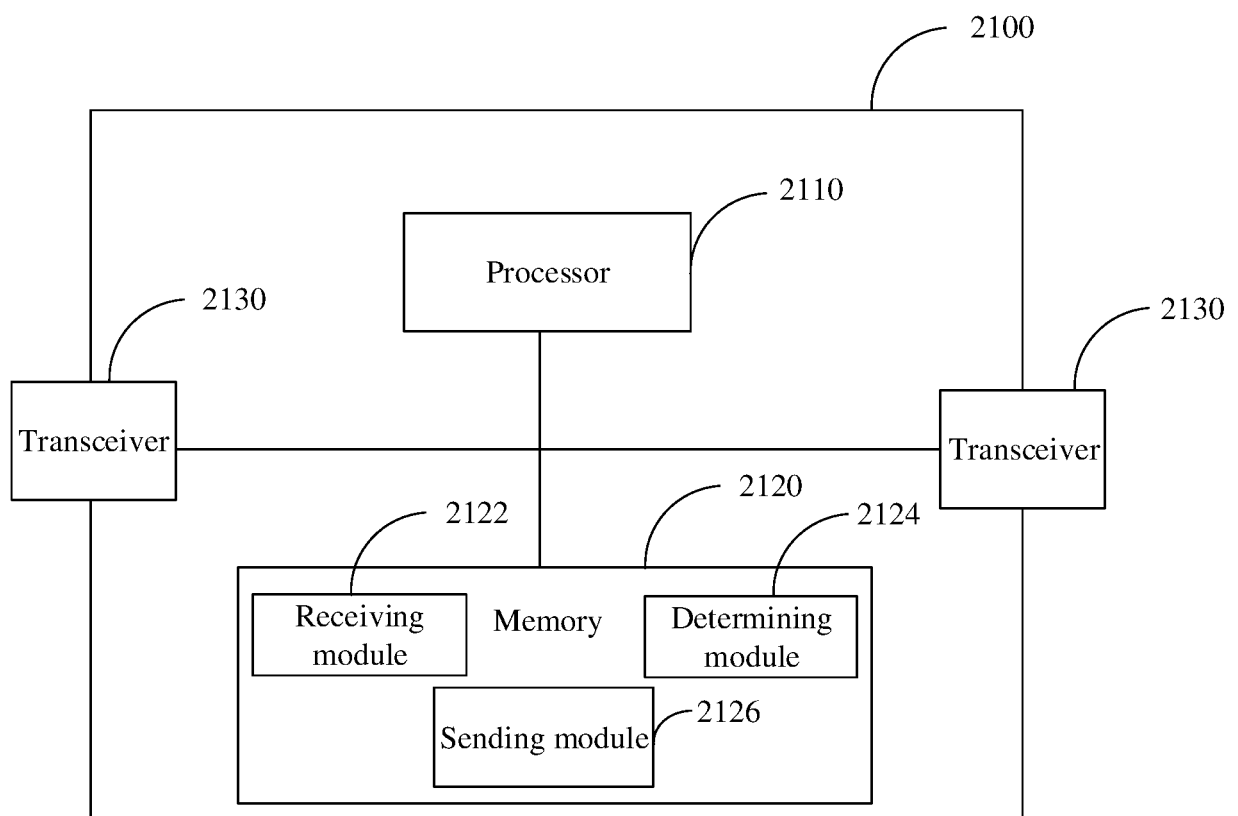 2100
2110
Processor
2130
2130
Transceiver
Transceiver
2120
2122
2124
Receiving
module
Memory
Determining
module
2126
Sending module